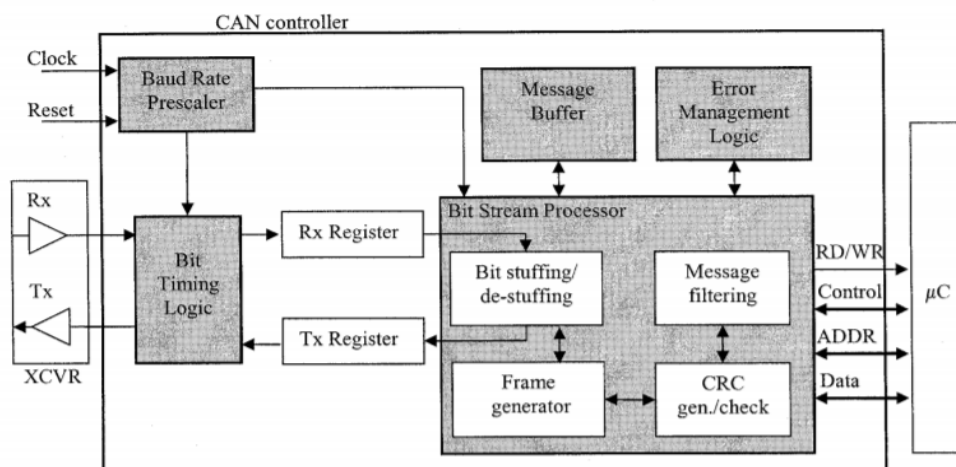 CAN controller
Clock
Reset
Baud Rate
Prescaler
Message
Buffer
Error
Management
Logic
Rx
Tx
XCVR
Bit
Timing
Logic
Rx Register
Tx Register
Bit Stream Processor
Bit stuffing/
de-stuffing
Message
filtering
Frame
generator
CRC
gen./check
RD/WR
Control
ADDR
Data
μC